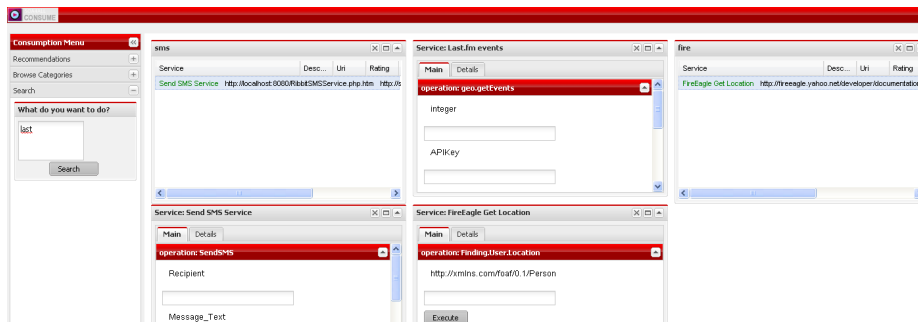 CONSUME
Consumption Menu
Recommendations
Browse Categories
Search
What do you want to do?
last
Search
sms
Service Desc... Uri Rating
Send SMS Service http://localhost:8080/RibbitSMSService.php.htm http://s
Service: Last.fm events
Main Details
operation: geo.getEvents
integer
APIKey
fire
Service Desc... Uri Rating
FireEagle Get Location http://fireeagle.yahoo.net/developer/documentation
Service: Send SMS Service
Main Details
operation: SendSMS
Recipient
Message_Text
Service: FireEagle Get Location
Main Details
operation: Finding.User.Location
http://xmlns.com/foaf/0.1/Person
Execute